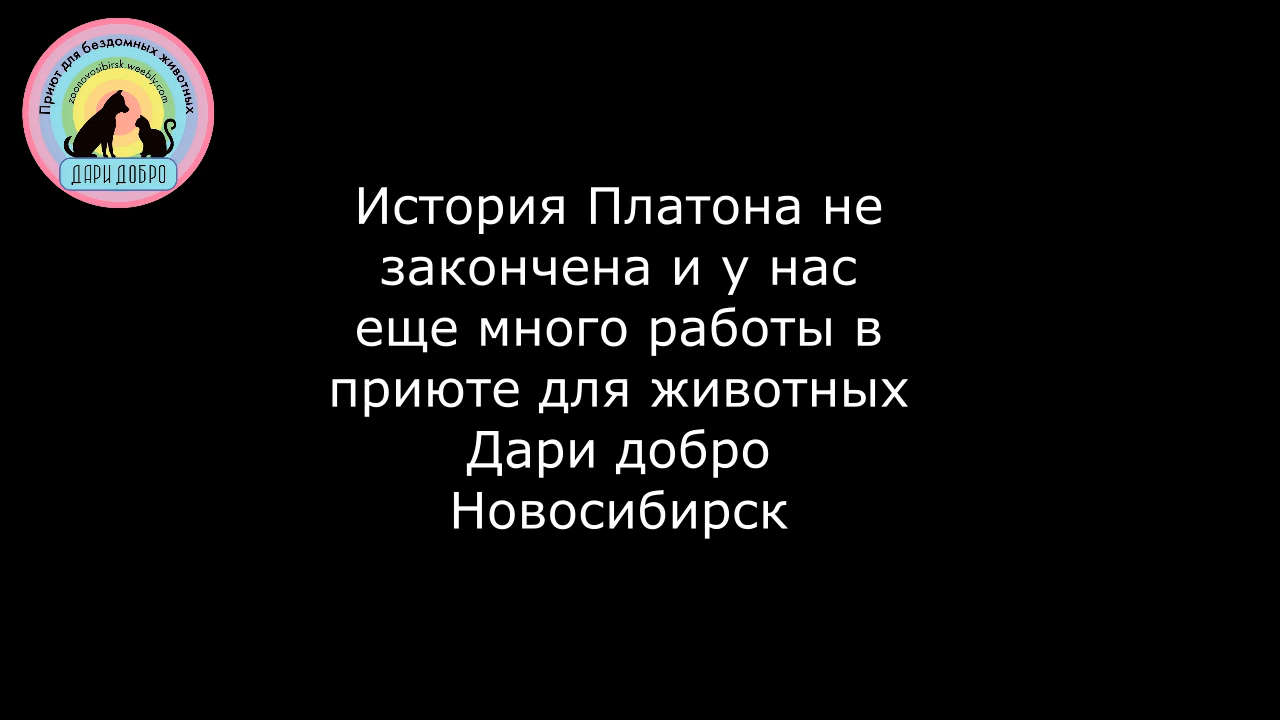 Приют для бездомных животных
zoonovosibirsk.weebly.com
ДАРИ ДОБРО
История Платона не
закончена и у нас
еще много работы в
приюте для животных
Дари добро
Новосибирск